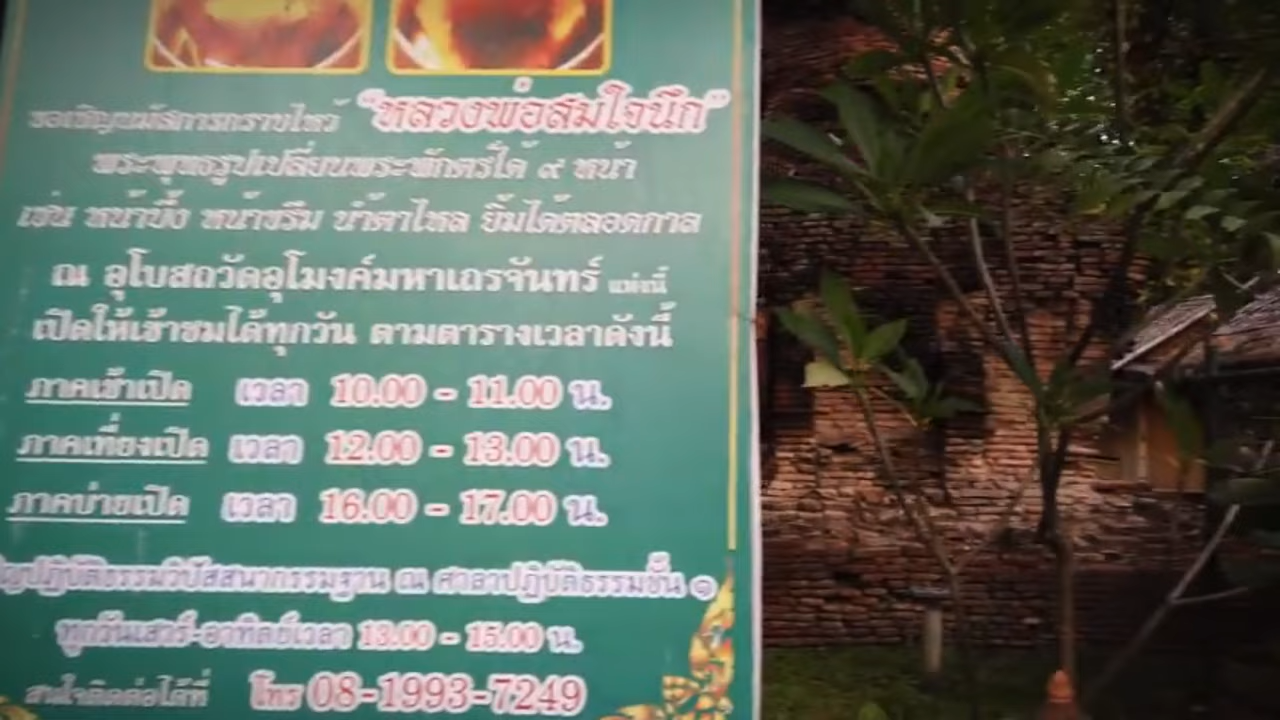 ขอเชิญนมัสการกราบไหว้ "หลวงพ่อสมใจนึก"
พระพุทธรูปเปลี่ยนพระพักตร์ได้ ๙ หน้า
เช่น หน้าบึ้ง หน้าขรึม น้ำตาไหล ยิ้มได้ตลอดกาล
ณ อุโบสถวัดอุโมงค์มหาเถรจันทร์ แห่งนี้
เปิดให้เข้าชมได้ทุกวัน ตามตารางเวลาดังนี้
ภาคเช้าเปิด เวลา 10.00 - 11.00 น.
ภาคเที่ยงเปิด เวลา 12.00 - 13.00 น.
ภาคบ่ายเปิด เวลา 16.00 - 17.00 น.
ปฏิบัติธรรมวิปัสสนากรรมฐาน ณ ศาลาปฏิบัติธรรมชั้น ๑
ทุกวันเสาร์-อาทิตย์เวลา 13.00 - 15.00 น.
สนใจติดต่อได้ที่ โทร 08-1993-7249